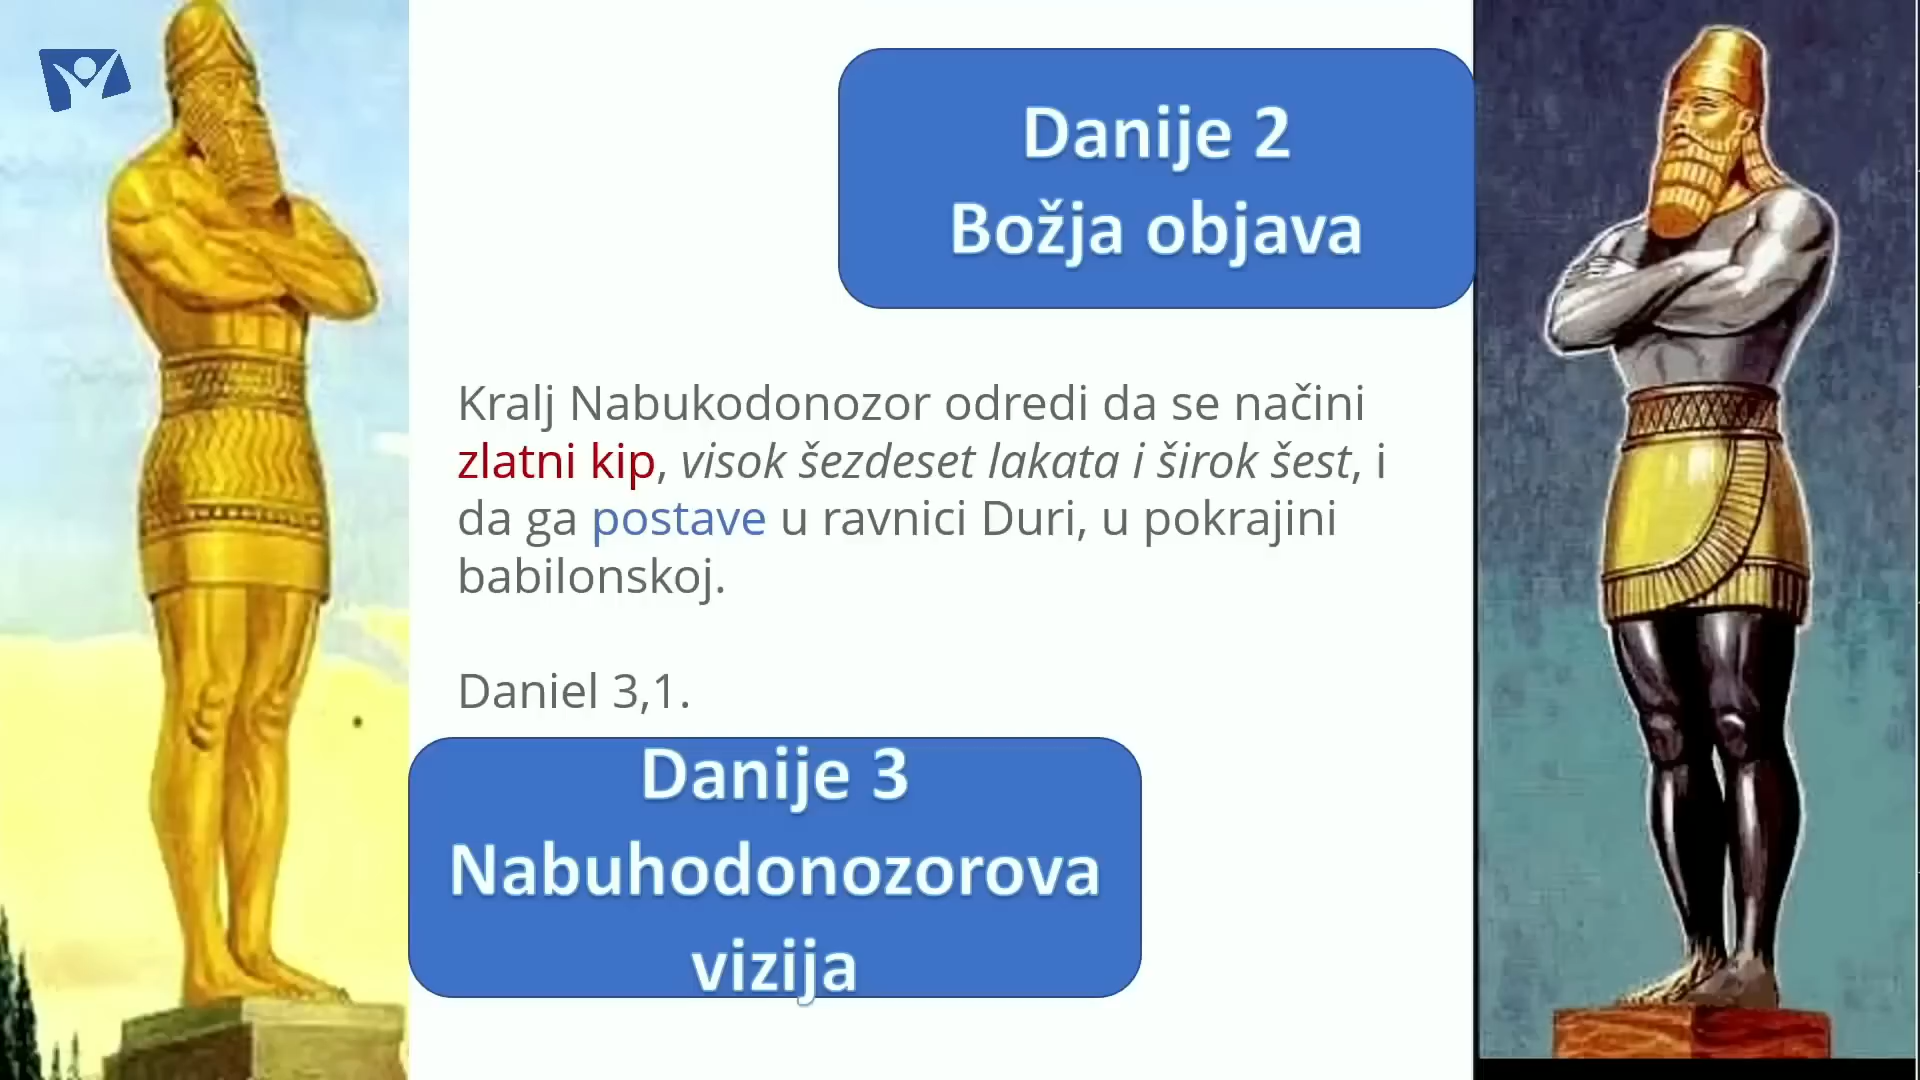 Danije 2
Božja objava
Kralj Nabukodonozor odredi da se načini
zlatni kip, visok šezdeset lakata i širok šest, i
da ga postave u ravnici Duri, u pokrajini
babilonskoj.
Daniel 3,1.
Danije 3
Nabuhodonozorova
vizija